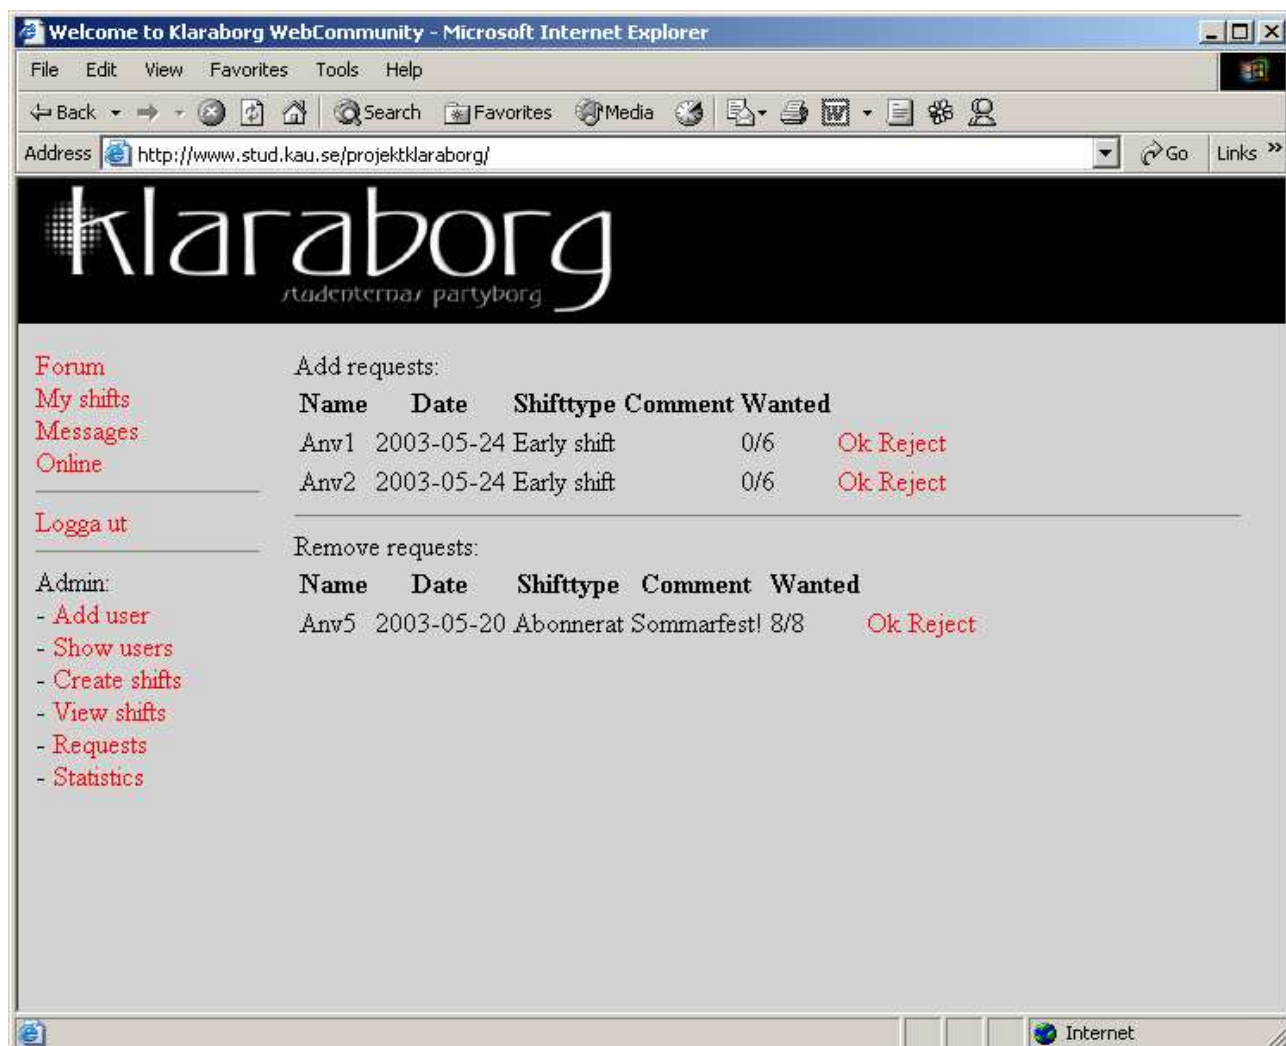 Welcome to Klaraborg WebCommunity - Microsoft Internet Explorer
File Edit View Favorites Tools Help
Back Search Favorites Media W
Address http://www.stud.kau.se/projektklaraborg/ Go Links »
klaraborg
studenternas partyborg
Forum
My shifts
Messages
Online
Logga ut
Admin:
- Add user
- Show users
- Create shifts
- View shifts
- Requests
- Statistics
Add requests:
Name Date Shifttype Comment Wanted
Anv1 2003-05-24 Early shift 0/6 Ok Reject
Anv2 2003-05-24 Early shift 0/6 Ok Reject
Remove requests:
Name Date Shifttype Comment Wanted
Anv5 2003-05-20 Abonnerat Sommarfest! 8/8 Ok Reject
Internet